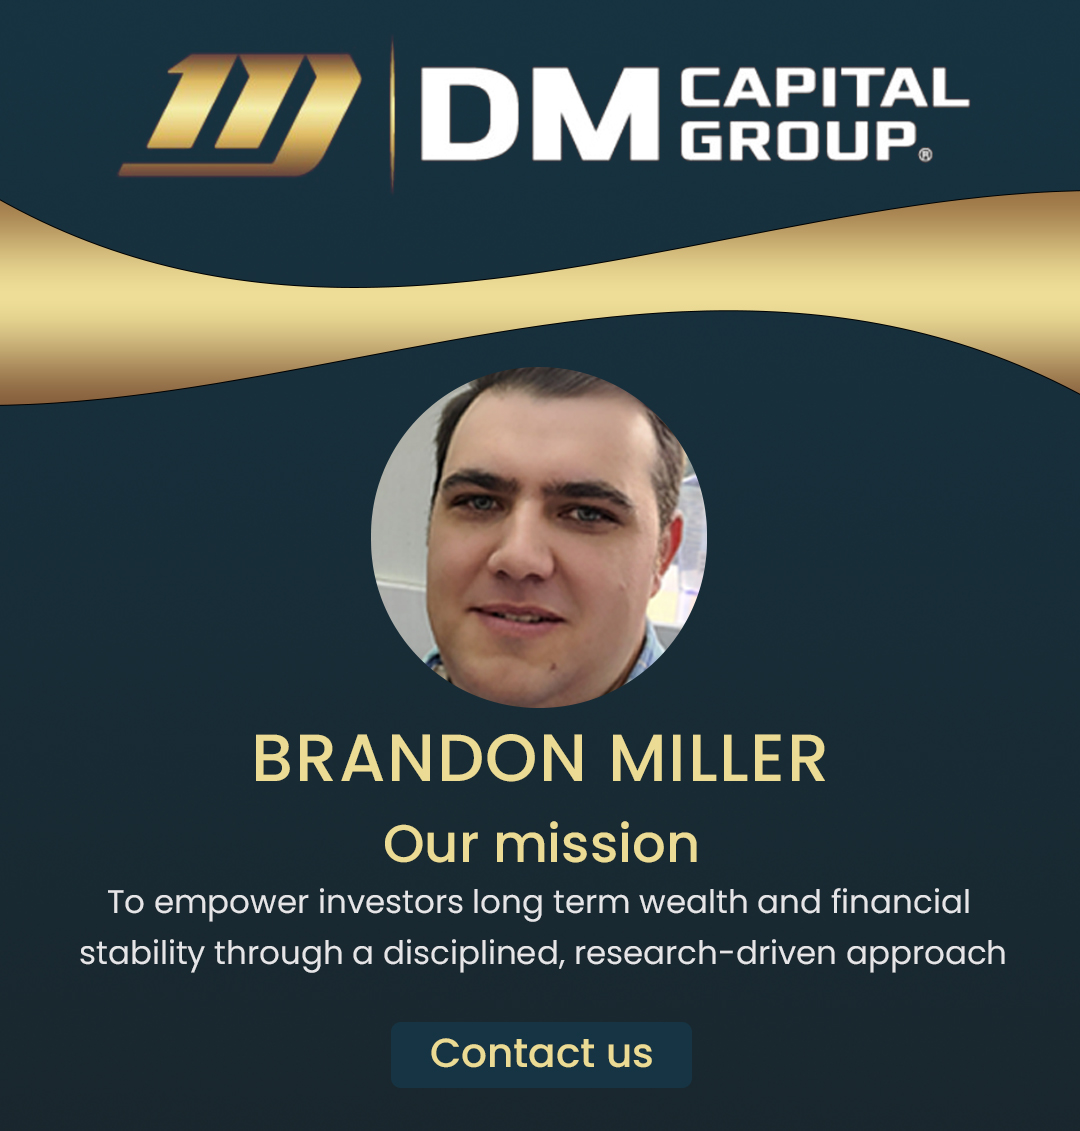 DM CAPITAL
GROUP®
BRANDON MILLER
Our mission
To empower investors long term wealth and financial
stability through a disciplined, research-driven approach
Contact us